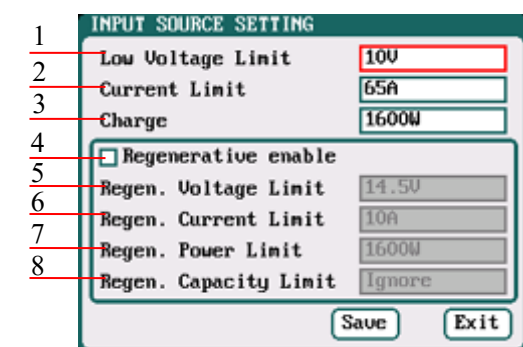 INPUT SOURCE SETTING
1 Low Voltage Limit 10V
2 Current Limit 65A
3 Charge 1600W
4 Regenerative enable
5 Regen. Voltage Limit 14.5V
6 Regen. Current Limit 10A
7 Regen. Power Limit 1600W
8 Regen. Capacity Limit Ignore
Save Exit